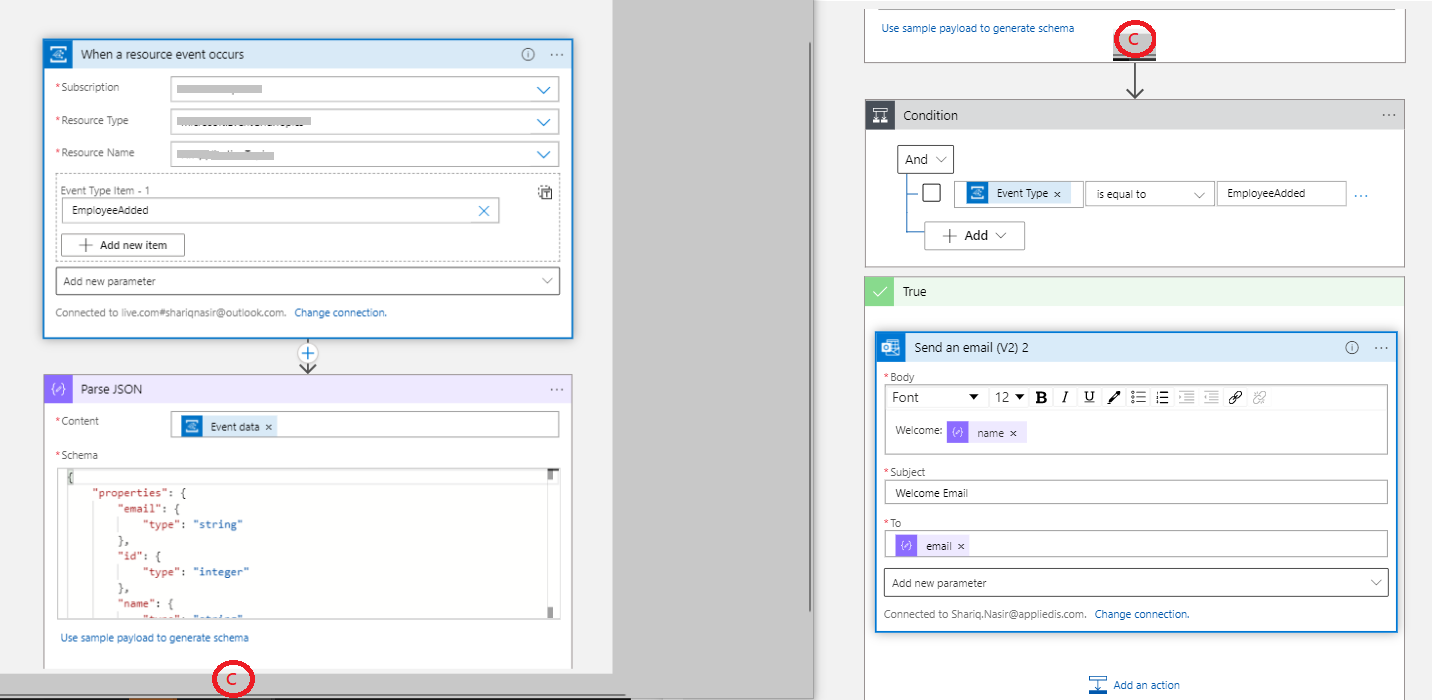 When a resource event occurs
*Subscription
*Resource Type
*Resource Name
Event Type Item - 1
EmployeeAdded
Add new item
Add new parameter
Connected to live.com#shariqnasir@outlook.com. Change connection.
Parse JSON
*Content
Event data ×
*Schema
{
"properties": {
"email": {
"type": "string"
},
"id": {
"type": "integer"
},
"name": {
Use sample payload to generate schema
C
Use sample payload to generate schema
C
Condition
And
Event Type × is equal to EmployeeAdded
Add
True
Send an email (V2) 2
*Body
Font 12 B I U
Welcome: name ×
*Subject
Welcome Email
*To
email ×
Add new parameter
Connected to Shariq.Nasir@appliedis.com. Change connection.
Add an action